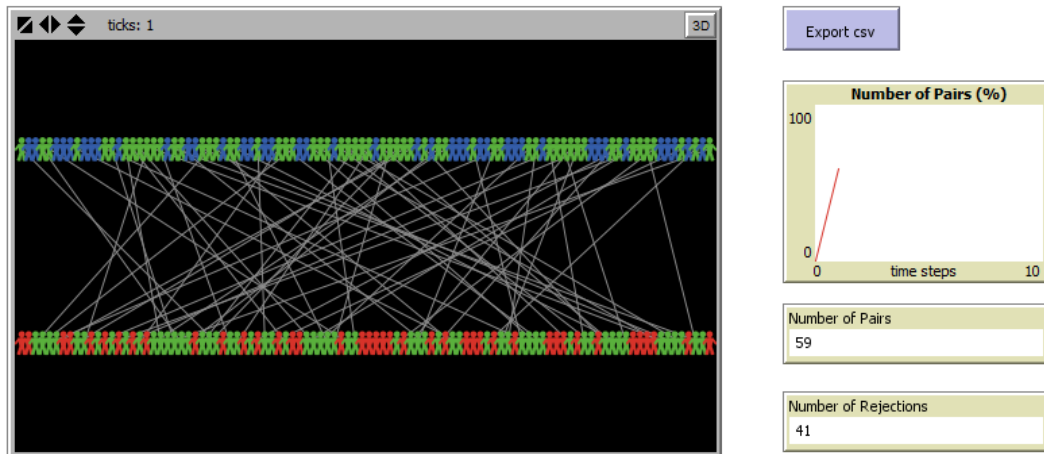 ticks: 1
3D
Export csv
Number of Pairs (%)
100
0
0
time steps
10
Number of Pairs
59
Number of Rejections
41